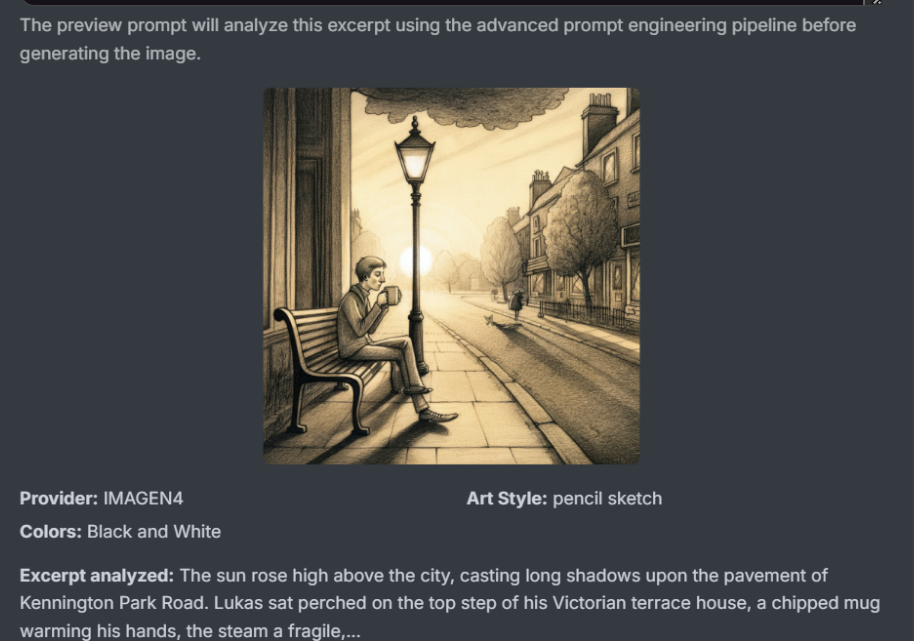 The preview prompt will analyze this excerpt using the advanced prompt engineering pipeline before
generating the image.
Provider: IMAGEN4
Art Style: pencil sketch
Colors: Black and White
Excerpt analyzed: The sun rose high above the city, casting long shadows upon the pavement of
Kennington Park Road. Lukas sat perched on the top step of his Victorian terrace house, a chipped mug
warming his hands, the steam a fragile,...